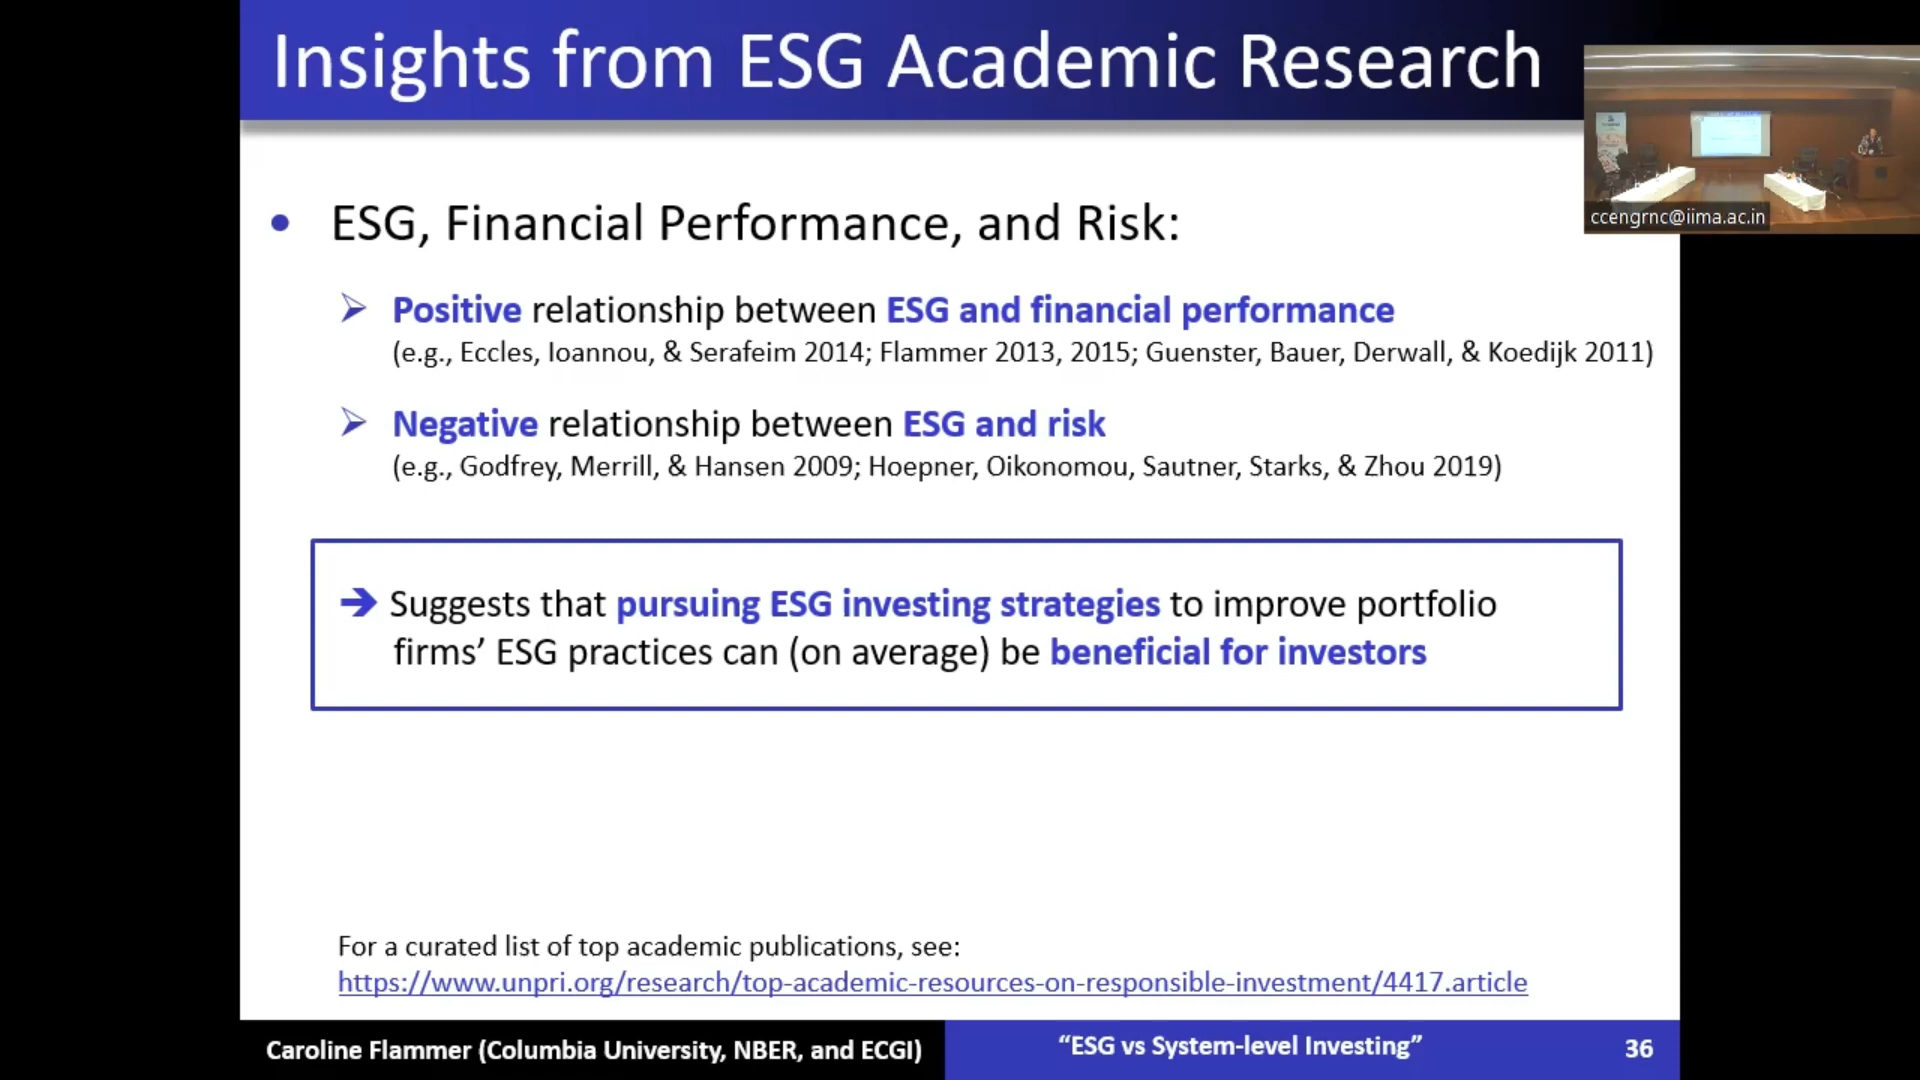 Insights from ESG Academic Research
ccengrnc@iima.ac.in
• ESG, Financial Performance, and Risk:
➢ Positive relationship between ESG and financial performance
(e.g., Eccles, Ioannou, & Serafeim 2014; Flammer 2013, 2015; Guenster, Bauer, Derwall, & Koedijk 2011)
➢ Negative relationship between ESG and risk
(e.g., Godfrey, Merrill, & Hansen 2009; Hoepner, Oikonomou, Sautner, Starks, & Zhou 2019)
➔ Suggests that pursuing ESG investing strategies to improve portfolio
firms’ ESG practices can (on average) be beneficial for investors
For a curated list of top academic publications, see:
https://www.unpri.org/research/top-academic-resources-on-responsible-investment/4417.article
Caroline Flammer (Columbia University, NBER, and ECGI)
“ESG vs System-level Investing”
36